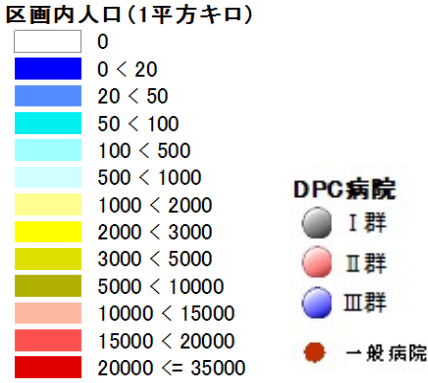 区画内人口(1平方キロ)
0
0 < 20
20 < 50
50 < 100
100 < 500
500 < 1000
1000 < 2000
2000 < 3000
3000 < 5000
5000 < 10000
10000 < 15000
15000 < 20000
20000 <= 35000
DPC病院
Ⅰ群
Ⅱ群
Ⅲ群
一般病院